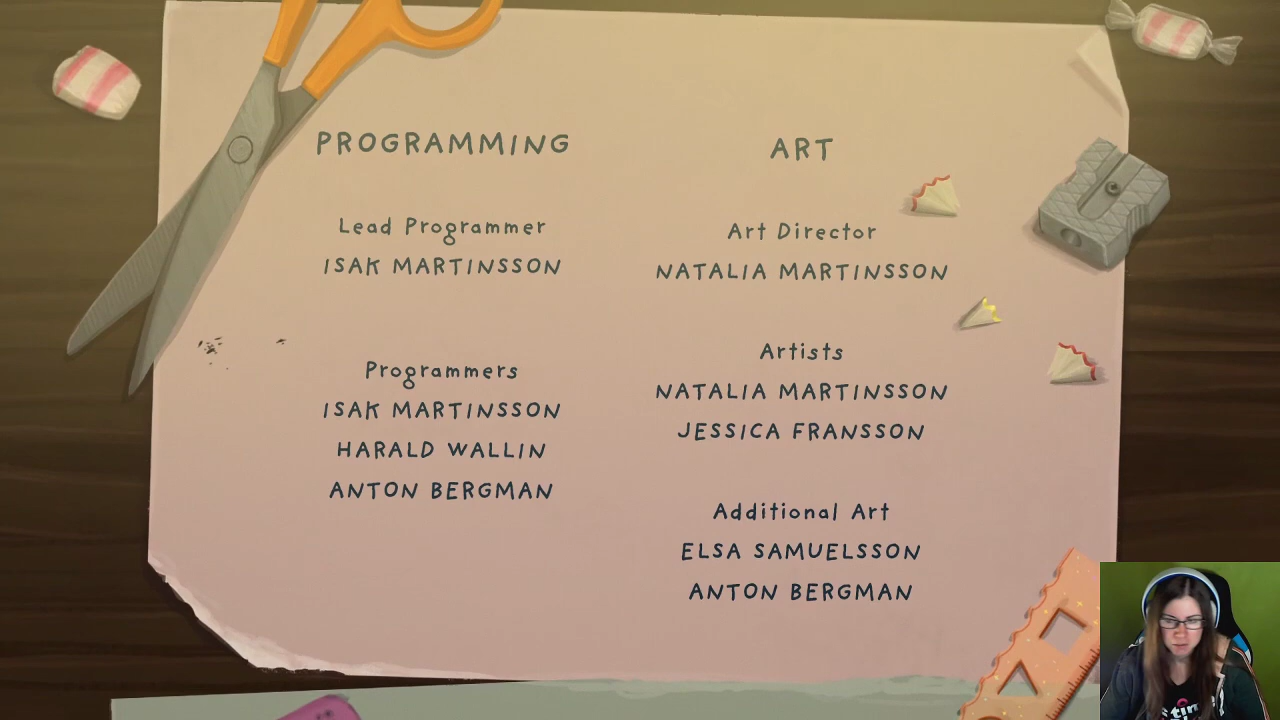 PROGRAMMING
Lead Programmer
ISAK MARTINSSON
Programmers
ISAK MARTINSSON
HARALD WALLIN
ANTON BERGMAN
ART
Art Director
NATALIA MARTINSSON
Artists
NATALIA MARTINSSON
JESSICA FRANSSON
Additional Art
ELSA SAMUELSSON
ANTON BERGMAN